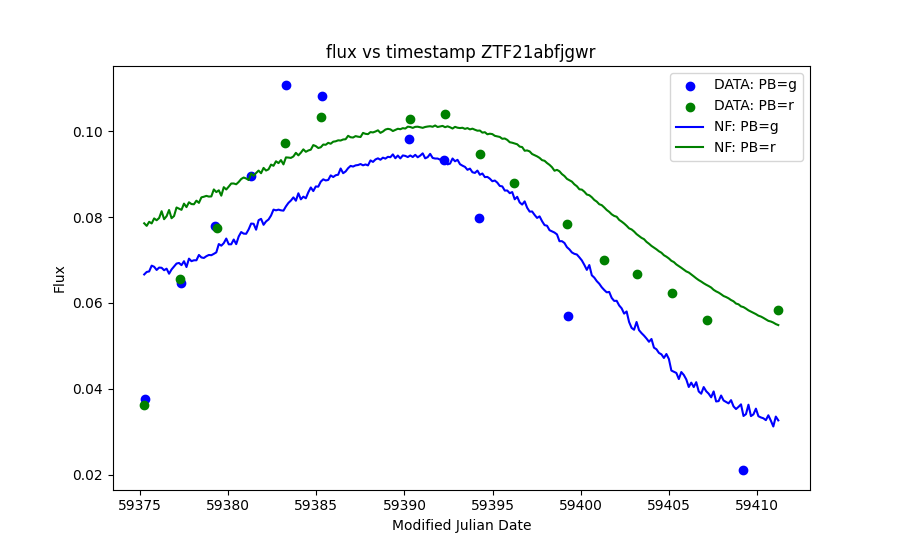 flux vs timestamp ZTF21abfjgwr
DATA: PB=g
DATA: PB=r
NF: PB=g
NF: PB=r
Flux
0.10
0.08
0.06
0.04
0.02
59375 59380 59385 59390 59395 59400 59405 59410
Modified Julian Date